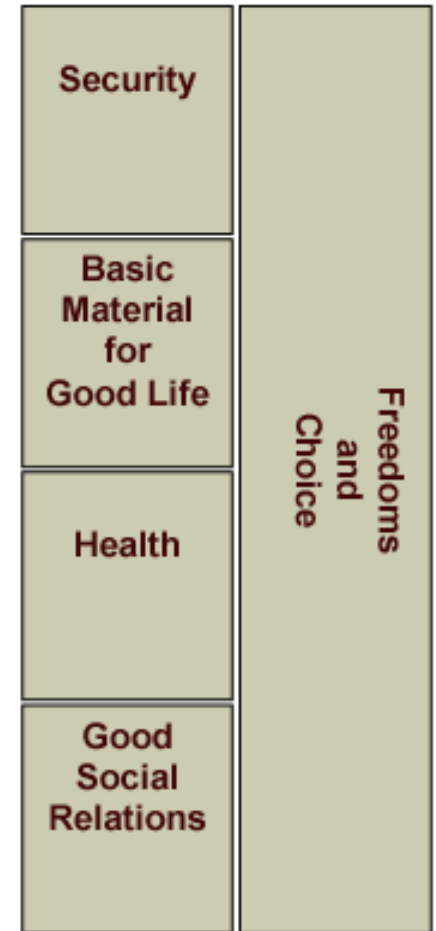 Security
Basic
Material
for
Good Life
Health
Good
Social
Relations
Freedoms
and
Choice